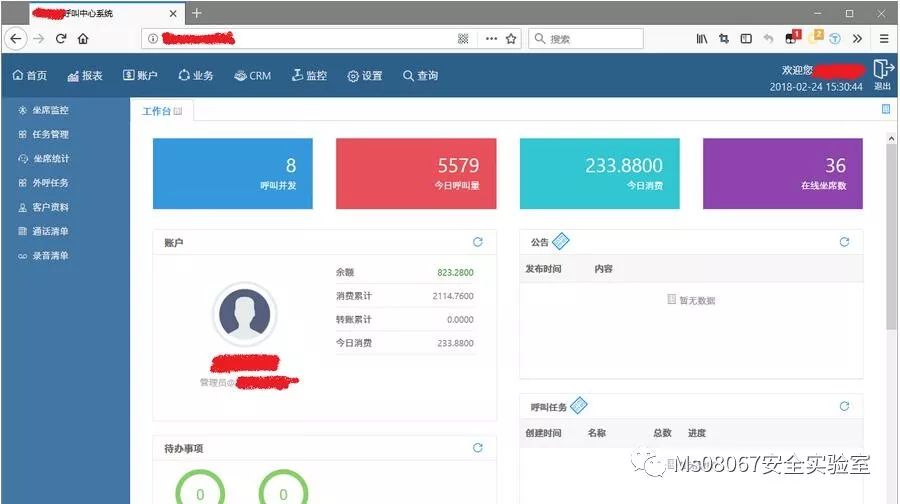 呼叫中心系统
搜索
1
2
首页 报表 账户 业务 CRM 监控 设置 查询
欢迎您
2018-02-24 15:30:44
退出
坐席监控
任务管理
坐席统计
外呼任务
客户资料
通话清单
录音清单
工作台
8
呼叫并发
5579
今日呼叫量
233.8800
今日消费
36
在线坐席数
账户
余额 823.2800
消费累计 2114.7600
转账累计 0.0000
今日消费 233.8800
管理员@
公告
发布时间 内容
暂无数据
呼叫任务
创建时间 名称 总数 进度
待办事项
0 0
Ms08067安全实验室